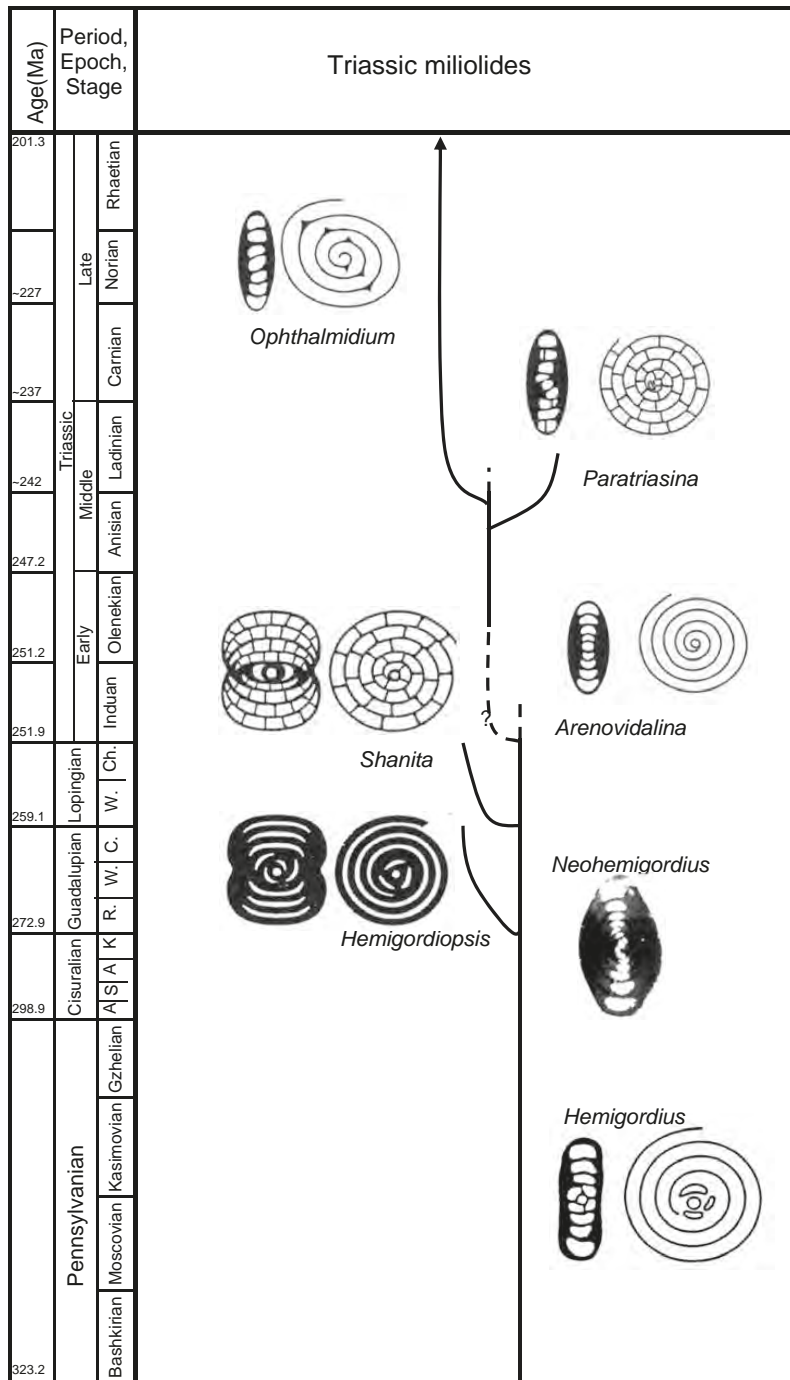 Age(Ma)
Period,
Epoch,
Stage
Triassic miliolides
201.3
~227
~237
~242
247.2
251.2
251.9
259.1
272.9
298.9
323.2
Triassic
Late
Middle
Early
Rhaetian
Norian
Carnian
Ladinian
Anisian
Olenekian
Induan
Lopingian
Ch.
W.
Guadalupian
C.
W.
R.
Cisuralian
K
A
S
A
Pennsylvanian
Gzhelian
Kasimovian
Moscovian
Bashkirian
Ophthalmidium
Paratriasina
?
Arenovalidalina
Shanita
Neohemigordius
Hemigordiopsis
Hemigordius